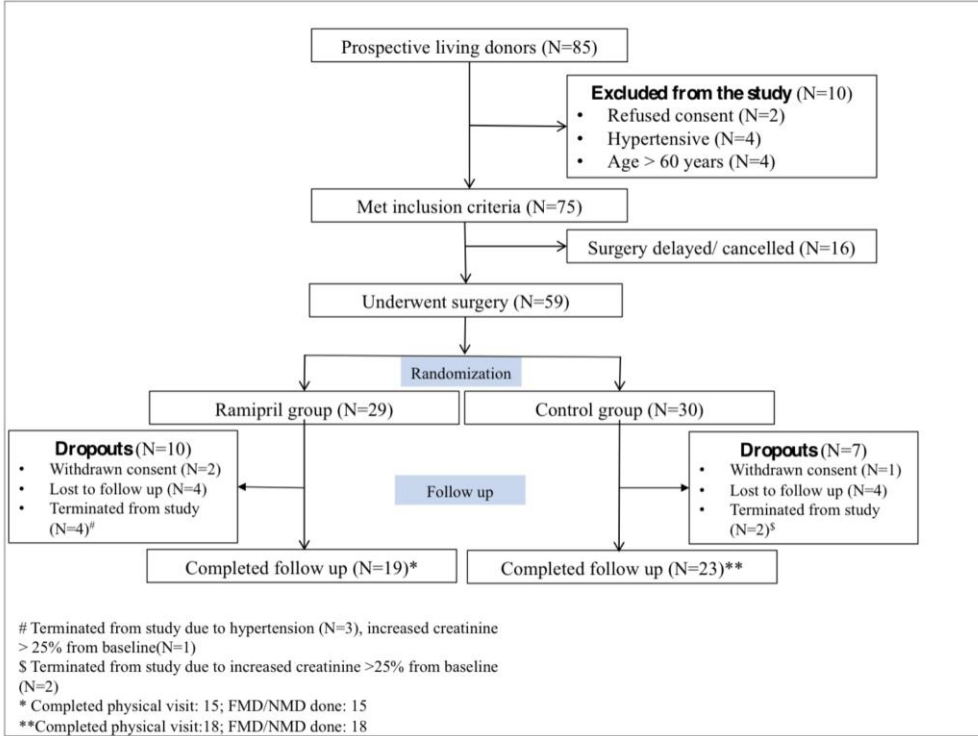 Prospective living donors (N=85)
Excluded from the study (N=10)
• Refused consent (N=2)
• Hypertensive (N=4)
• Age > 60 years (N=4)
Met inclusion criteria (N=75)
Surgery delayed/ cancelled (N=16)
Underwent surgery (N=59)
Randomization
Ramipril group (N=29)
Control group (N=30)
Dropouts (N=10)
• Withdrawn consent (N=2)
• Lost to follow up (N=4)
• Terminated from study
(N=4)#
Follow up
Dropouts (N=7)
• Withdrawn consent (N=1)
• Lost to follow up (N=4)
• Terminated from study
(N=2)$
Completed follow up (N=19)*
Completed follow up (N=23)**
# Terminated from study due to hypertension (N=3), increased creatinine
> 25% from baseline(N=1)
$ Terminated from study due to increased creatinine >25% from baseline
(N=2)
* Completed physical visit: 15; FMD/NMD done: 15
**Completed physical visit:18; FMD/NMD done: 18